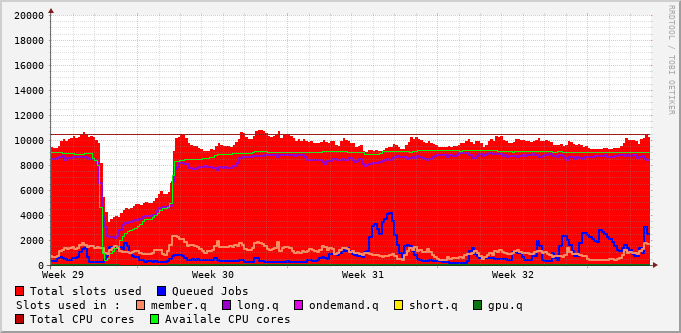 RRDTOOL / TOBI OETIKER
20000
18000
16000
14000
12000
10000
8000
6000
4000
2000
0
Week 29 Week 30 Week 31 Week 32
Total slots used Queued Jobs
Slots used in : member.q long.q ondemand.q short.q gpu.q
Total CPU cores Availale CPU cores